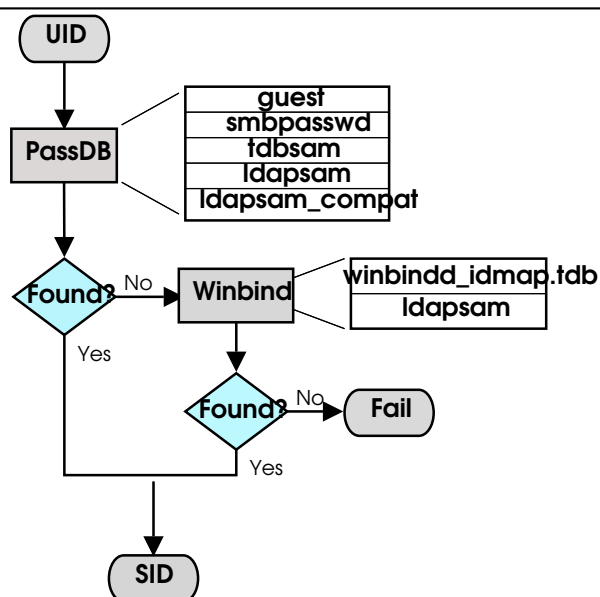 UID
PassDB
guest
smbpasswd
tdbsam
ldapsam
ldapsam_compat
Found?
No
Winbind
winbindd_idmap.tdb
ldapsam
Yes
Found?
No
Fail
Yes
SID